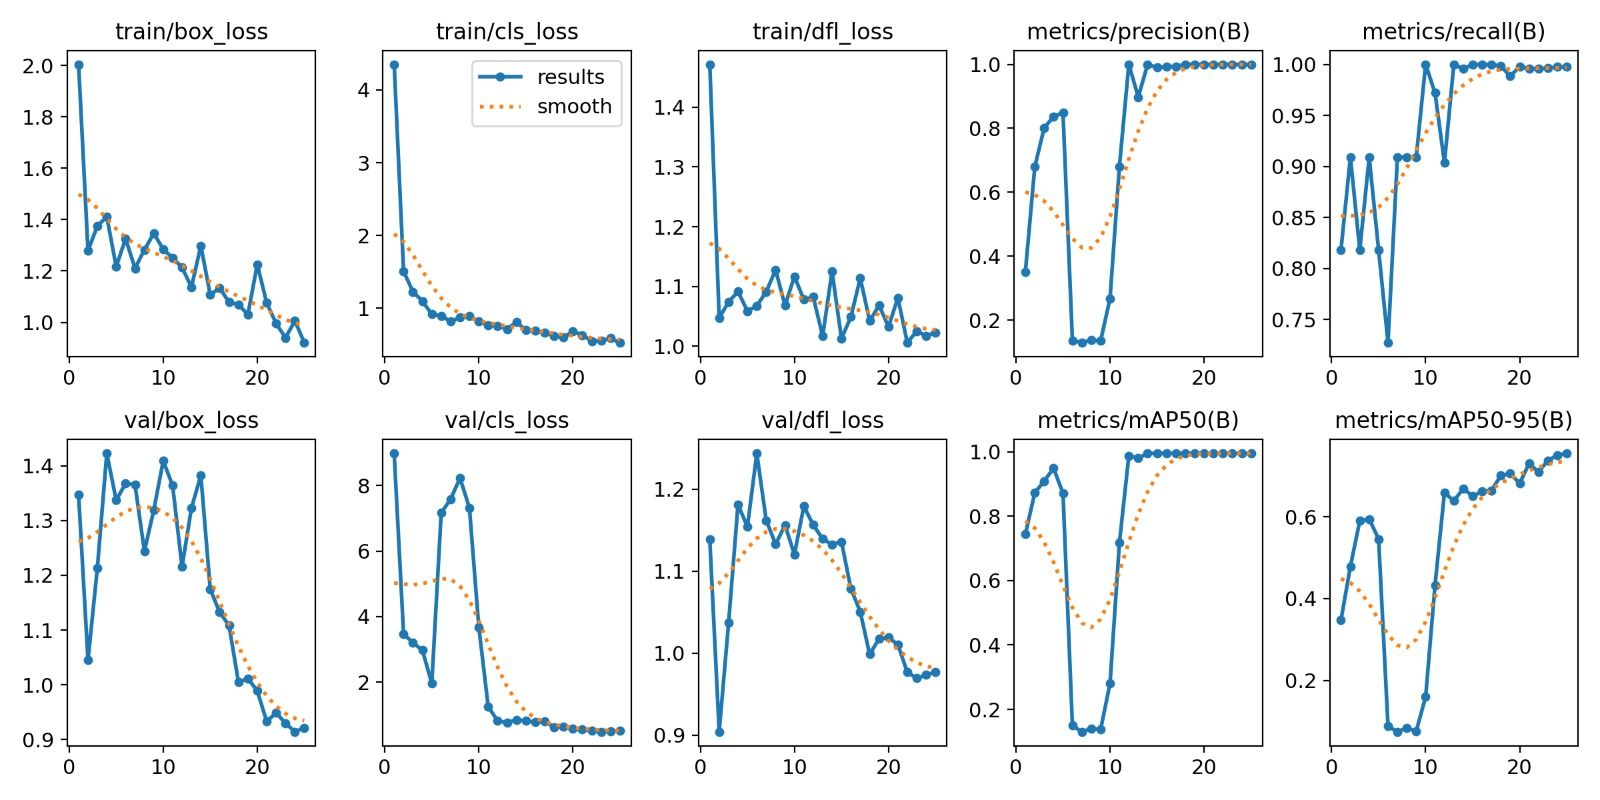 train/box_loss
2.0
1.8
1.6
1.4
1.2
1.0
0 10 20
train/cls_loss
results
smooth
4
3
2
1
0 10 20
train/dfl_loss
1.4
1.3
1.2
1.1
1.0
0 10 20
metrics/precision(B)
1.0
0.8
0.6
0.4
0.2
0 10 20
metrics/recall(B)
1.00
0.95
0.90
0.85
0.80
0.75
0 10 20
val/box_loss
1.4
1.3
1.2
1.1
1.0
0.9
0 10 20
val/cls_loss
8
6
4
2
0 10 20
val/dfl_loss
1.2
1.1
1.0
0.9
0 10 20
metrics/mAP50(B)
1.0
0.8
0.6
0.4
0.2
0 10 20
metrics/mAP50-95(B)
0.6
0.4
0.2
0 10 20